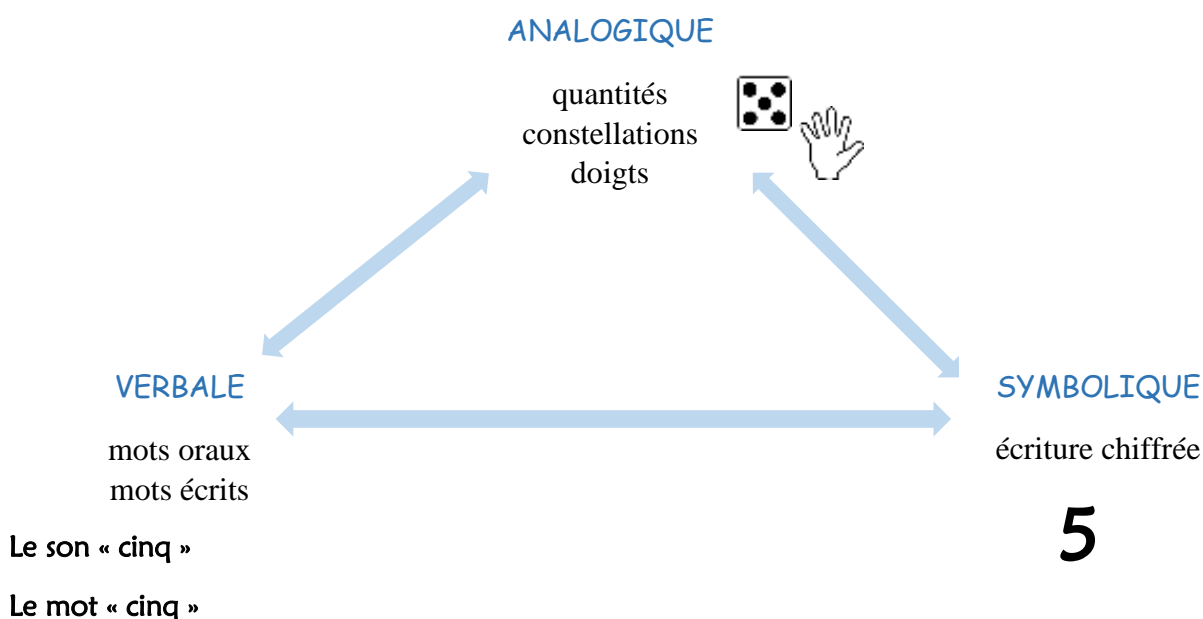 ANALOGIQUE
quantités
constellations
doigts
VERBALE
mots oraux
mots écrits
Le son « cinq »
Le mot « cinq »
SYMBOLIQUE
écriture chiffrée
5